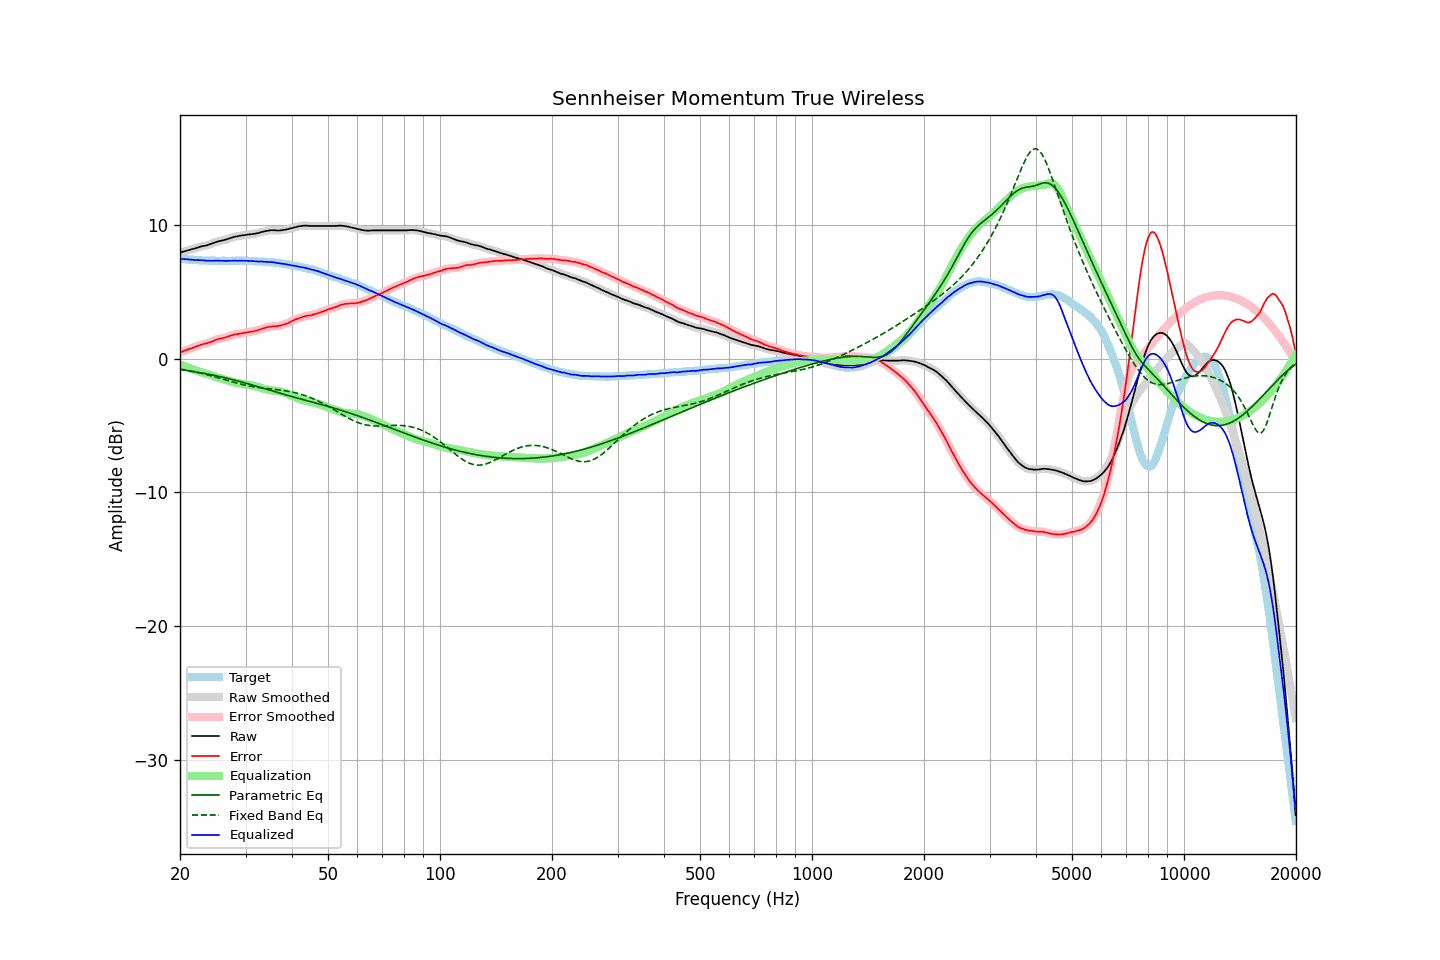 Sennheiser Momentum True Wireless
Amplitude (dBr)
10
0
−10
−20
−30
Target
Raw Smoothed
Error Smoothed
Raw
Error
Equalization
Parametric Eq
Fixed Band Eq
Equalized
20 50 100 200 500 1000 2000 5000 10000 20000
Frequency (Hz)